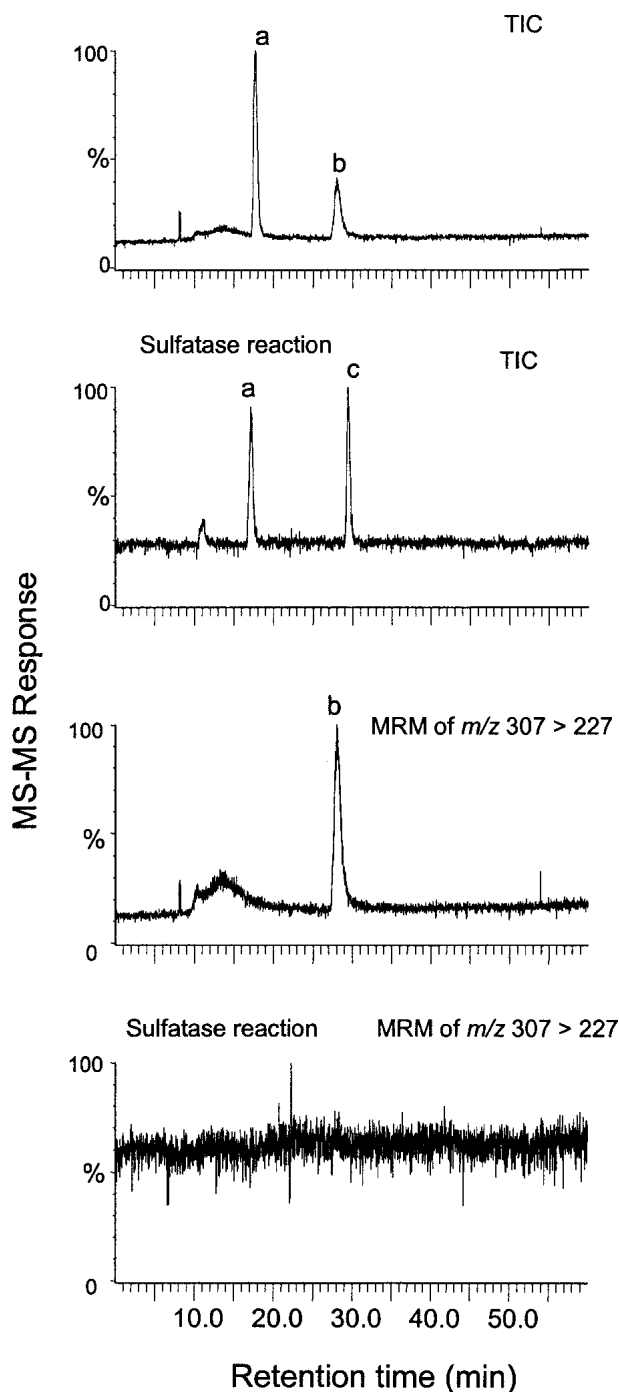 a
TIC
100
b
%
0
Sulfatase reaction
c
TIC
a
100
%
0
MS-MS Response
b
MRM of m/z 307 > 227
100
%
0
Sulfatase reaction MRM of m/z 307 > 227
100
%
0
10.0 20.0 30.0 40.0 50.0
Retention time (min)